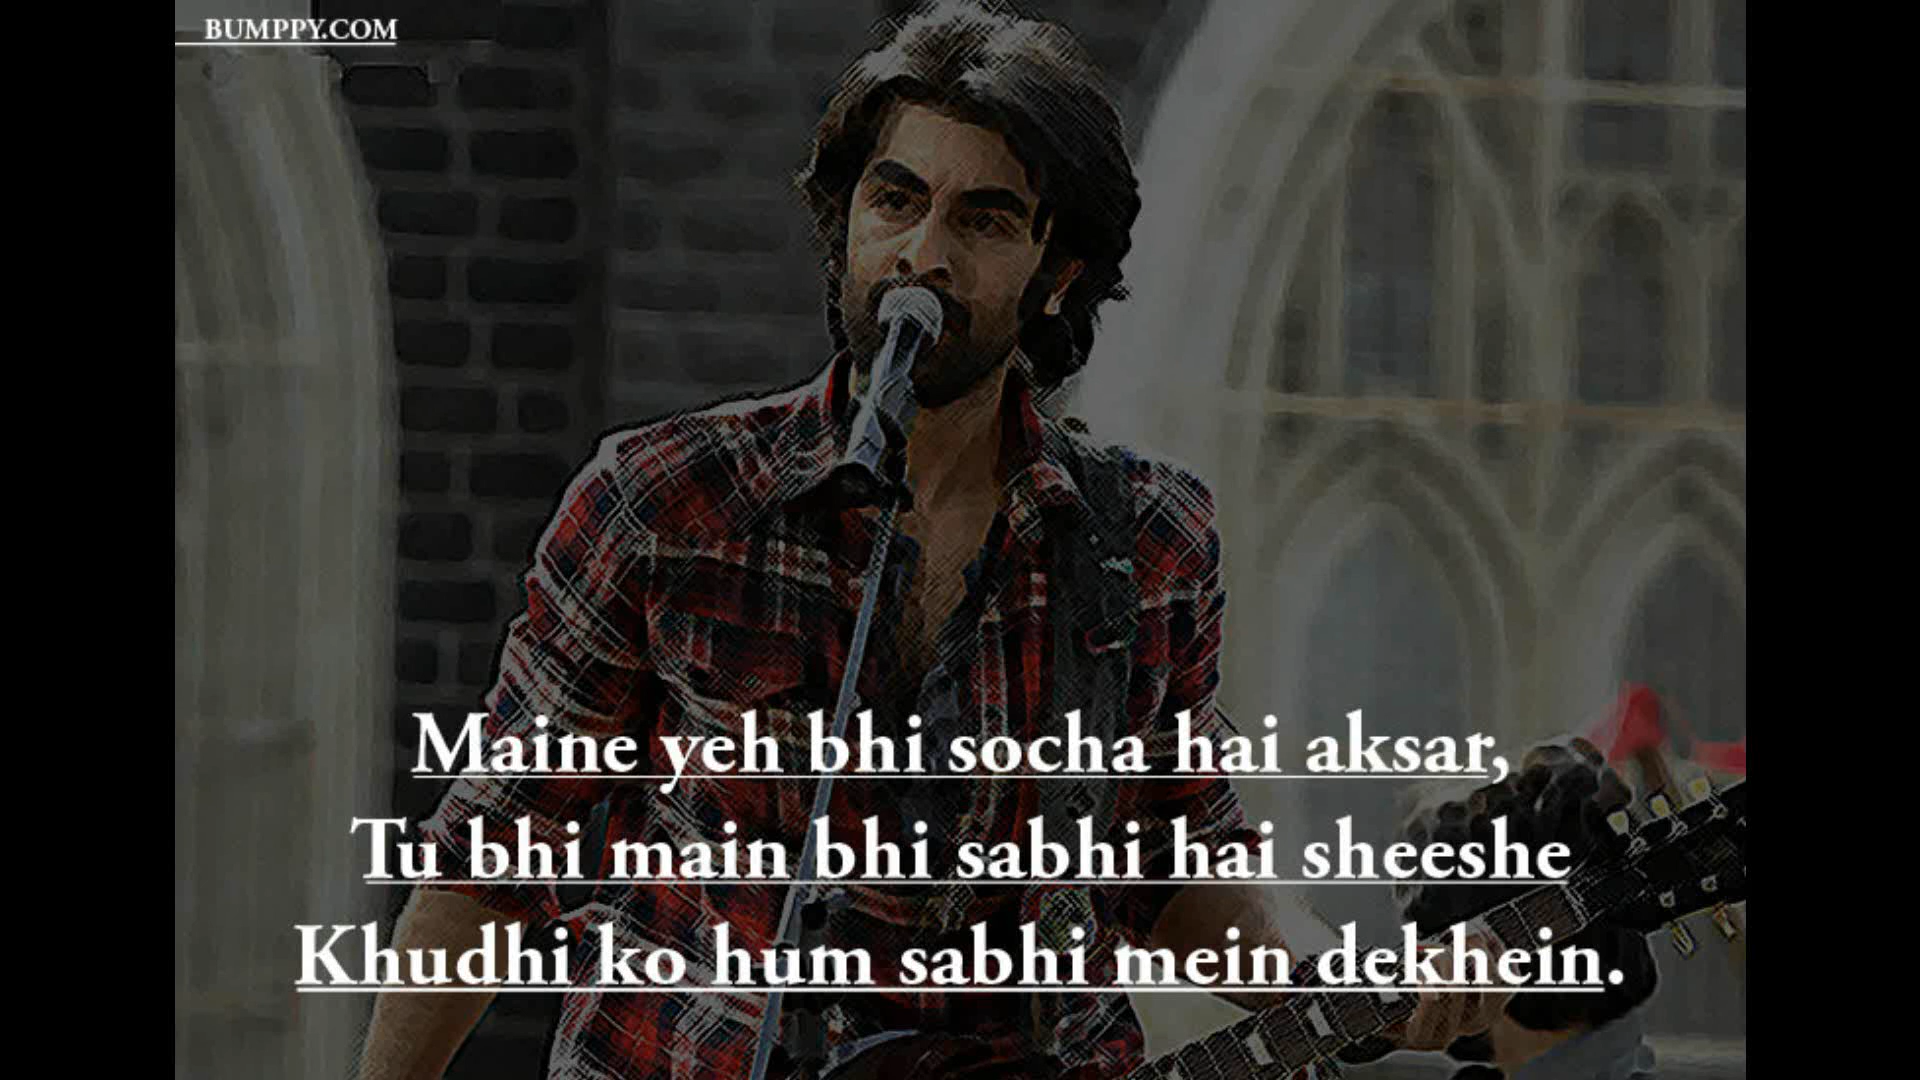 BUMPPY.COM
Maine yeh bhi socha hai aksar,
Tu bhi main bhi sabhi hai sheeshe
Khudhi ko hum sabhi mein dekhein.